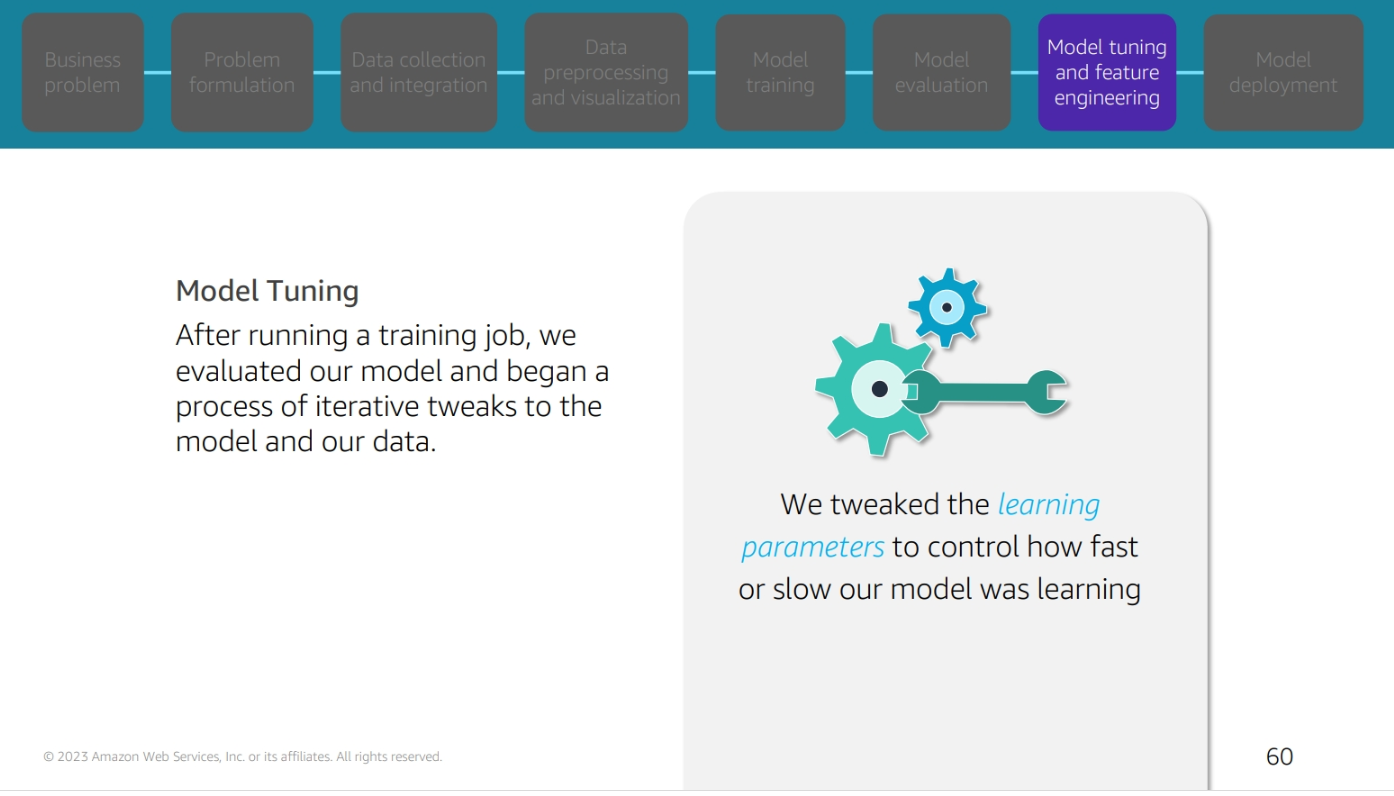 Business
problem
Problem
formulation
Data collection
and integration
Data
preprocessing
and visualization
Model
training
Model
evaluation
Model tuning
and feature
engineering
Model
deployment
Model Tuning
After running a training job, we
evaluated our model and began a
process of iterative tweaks to the
model and our data.
We tweaked the learning
parameters to control how fast
or slow our model was learning
© 2023 Amazon Web Services, Inc. or its affiliates. All rights reserved.
60